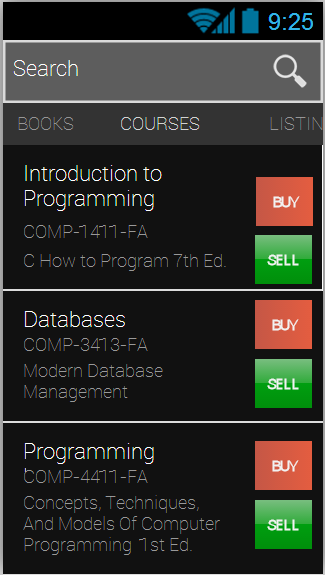 9:25
Search
BOOKS COURSES LISTIN
Introduction to
Programming
BUY
COMP-1411-FA
C How to Program 7th Ed.
SELL
Databases
BUY
COMP-3413-FA
Modern Database
Management
SELL
Programming
BUY
COMP-4411-FA
Concepts, Techniques,
And Models Of Computer
Programming 1st Ed.
SELL